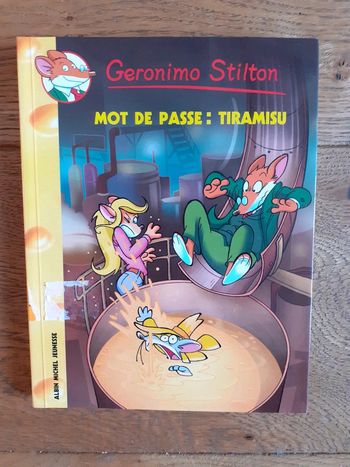 Geronimo Stilton
MOT DE PASSE : TIRAMISU
ALBIN MICHEL JEUNESSE